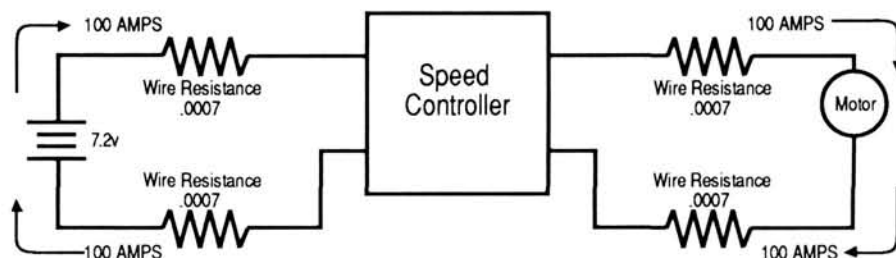 100 AMPS
100 AMPS
Wire Resistance
.0007
Speed
Controller
Wire Resistance
.0007
Motor
7.2v
Wire Resistance
.0007
Wire Resistance
.0007
100 AMPS
100 AMPS